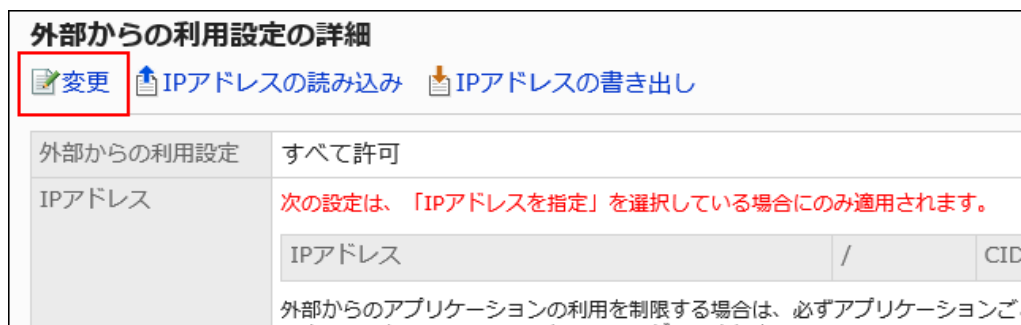 外部からの利用設定の詳細
変更 IPアドレスの読み込み IPアドレスの書き出し
外部からの利用設定 すべて許可
IPアドレス 次の設定は、「IPアドレスを指定」を選択している場合にのみ適用されます。
IPアドレス / CID
外部からのアプリケーションの利用を制限する場合は、必ずアプリケーションご